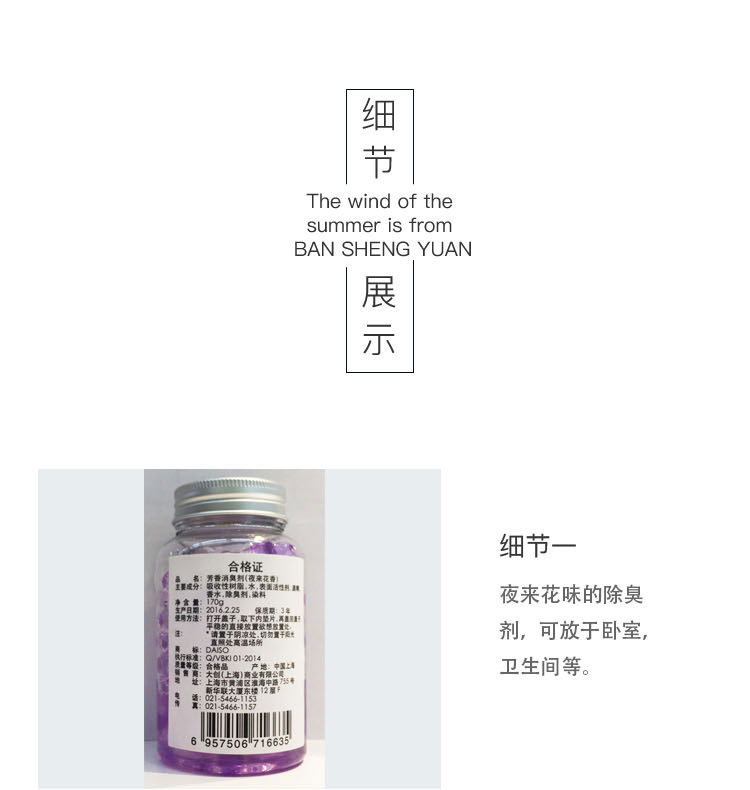 细
节
The wind of the
summer is from
BAN SHENG YUAN
展
示
细节一
夜来花味的除臭
剂，可放于卧室，
卫生间等。
合格证
品 名：芳香消臭剂(夜来花香)
主要成分：吸收性树脂,水,表面活性剂,
香水,除臭剂,染料
净 含 量：170g
生产日期：2016.2.25 保质期：3年
使用方法：打开盖子,取下内垫片,再盖回盖子
平稳的直接放置欲想放置处。
注： *请置于阴凉处,切勿置于阳光
直照处高温场所
商 标：DAISO
执行标准：Q/VBKI 01-2014
质量等级：合格品 产地：中国上海
销 售 商：大创(上海)商业有限公司
地 址：上海市黄浦区淮海中路755号
新华联大厦东楼12层F
电 话：021-5466-1153
传 真：021-5466-1157
6 957506 716635